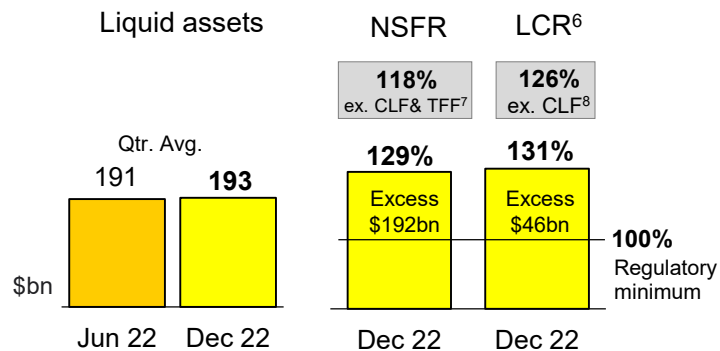 Liquid assets
NSFR
LCR⁶
118%
ex. CLF& TFF⁷
126%
ex. CLF⁸
Qtr. Avg.
191
193
129%
131%
Excess
$192bn
Excess
$46bn
100%
Regulatory
minimum
$bn
Jun 22
Dec 22
Dec 22
Dec 22